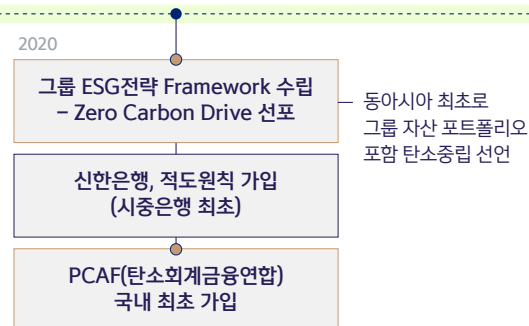 2020
그룹 ESG전략 Framework 수립
– Zero Carbon Drive 선포
동아시아 최초로
그룹 자산 포트폴리오
포함 탄소중립 선언
신한은행, 적도원칙 가입
(시중은행 최초)
PCAF(탄소회계금융연합)
국내 최초 가입